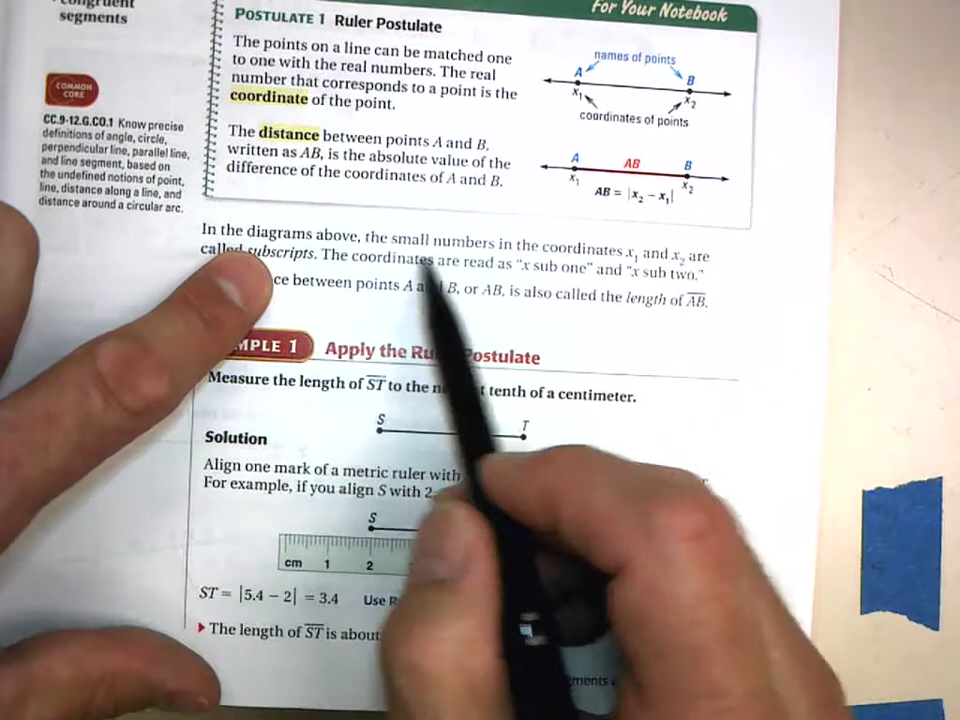 congruent
segments
COMMON
CORE
CC.9-12.G.CO.1 Know precise
definitions of angle, circle,
perpendicular line, parallel line,
and line segment, based on
the undefined notions of point,
line, distance along a line, and
distance around a circular arc.
For Your Notebook
POSTULATE 1 Ruler Postulate
The points on a line can be matched one
to one with the real numbers. The real
number that corresponds to a point is the
coordinate of the point.
names of points
A B
x₁ x₂
coordinates of points
The distance between points A and B,
written as AB, is the absolute value of the
difference of the coordinates of A and B.
A AB B
x₁ x₂
AB = |x₂ − x₁|
In the diagrams above, the small numbers in the coordinates x₁ and x₂ are
called subscripts. The coordinates are read as "x sub one" and "x sub two."
between points A B, or AB, is also called the length of A̅B̅.
1 Apply the Postulate
Measure the length of S̅T̅ to the tenth of a centimeter.
S T
Solution
Align one mark of a metric ruler with
For example, if you align S with 2
S
cm 1 2
ST = |5.4 − 2| = 3.4 Use
The length of S̅T̅ is about